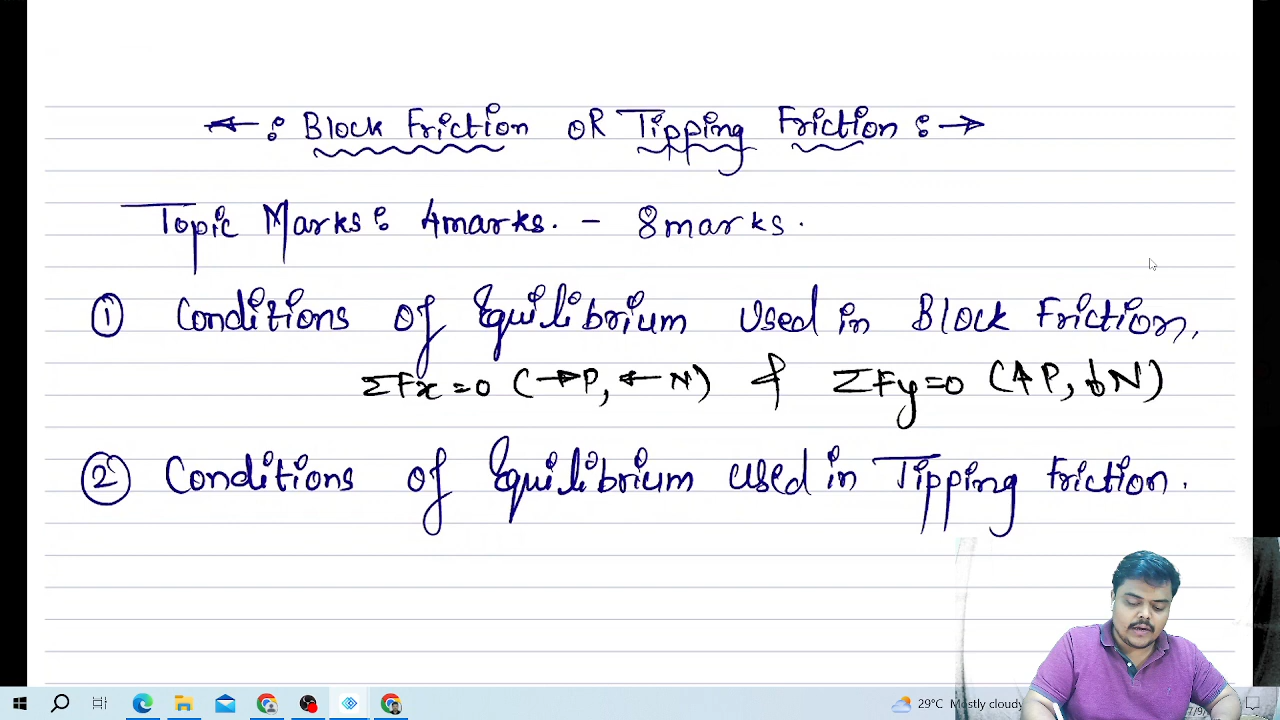 ←: Block Friction OR Tipping Friction :→
Topic Marks: 4marks. - 8marks.
① Conditions of Equilibrium used in Block Friction.
ΣFx=0 (→P, ←N) & ΣFy=0 (↑P, ↓N)
② Conditions of Equilibrium used in Tipping Friction.
29°C Mostly cloudy